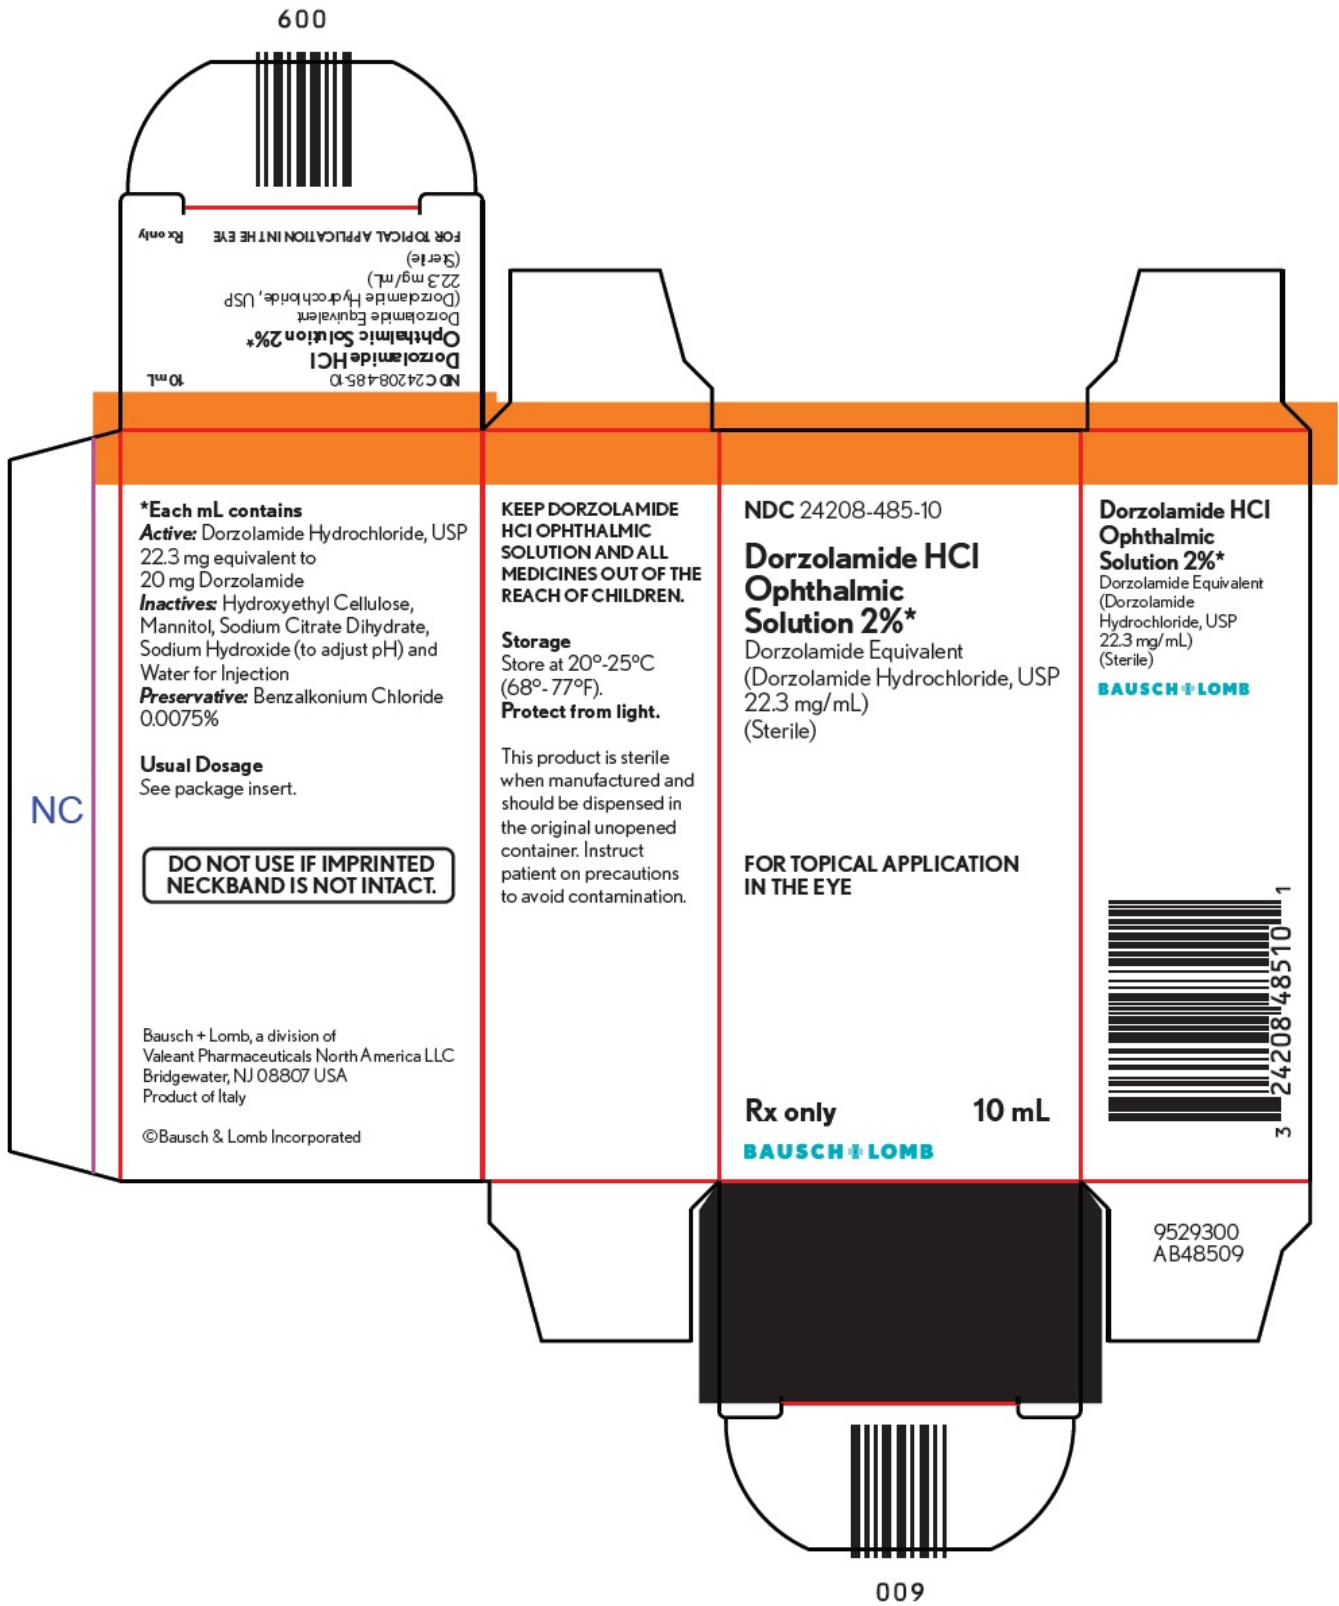 600
Rx only FOR TOPICAL APPLICATION IN THE EYE
(Sterile)
22.3 mg/mL)
(Dorzolamide Hydrochloride, USP
Dorzolamide Equivalent
Ophthalmic Solution 2%*
Dorzolamide HCl
10 mL NDC 24208-485-10
NC
*Each mL contains
Active: Dorzolamide Hydrochloride, USP
22.3 mg equivalent to
20 mg Dorzolamide
Inactives: Hydroxyethyl Cellulose,
Mannitol, Sodium Citrate Dihydrate,
Sodium Hydroxide (to adjust pH) and
Water for Injection
Preservative: Benzalkonium Chloride
0.0075%
Usual Dosage
See package insert.
DO NOT USE IF IMPRINTED
NECKBAND IS NOT INTACT.
Bausch + Lomb, a division of
Valeant Pharmaceuticals North America LLC
Bridgewater, NJ 08807 USA
Product of Italy
©Bausch & Lomb Incorporated
KEEP DORZOLAMIDE
HCl OPHTHALMIC
SOLUTION AND ALL
MEDICINES OUT OF THE
REACH OF CHILDREN.
Storage
Store at 20°-25°C
(68°-77°F).
Protect from light.
This product is sterile
when manufactured and
should be dispensed in
the original unopened
container. Instruct
patient on precautions
to avoid contamination.
NDC 24208-485-10
Dorzolamide HCl
Ophthalmic
Solution 2%*
Dorzolamide Equivalent
(Dorzolamide Hydrochloride, USP
22.3 mg/mL)
(Sterile)
FOR TOPICAL APPLICATION
IN THE EYE
Rx only 10 mL
BAUSCH + LOMB
Dorzolamide HCl
Ophthalmic
Solution 2%*
Dorzolamide Equivalent
(Dorzolamide
Hydrochloride, USP
22.3 mg/mL)
(Sterile)
BAUSCH + LOMB
3 24208 48510 1
9529300
AB48509
009